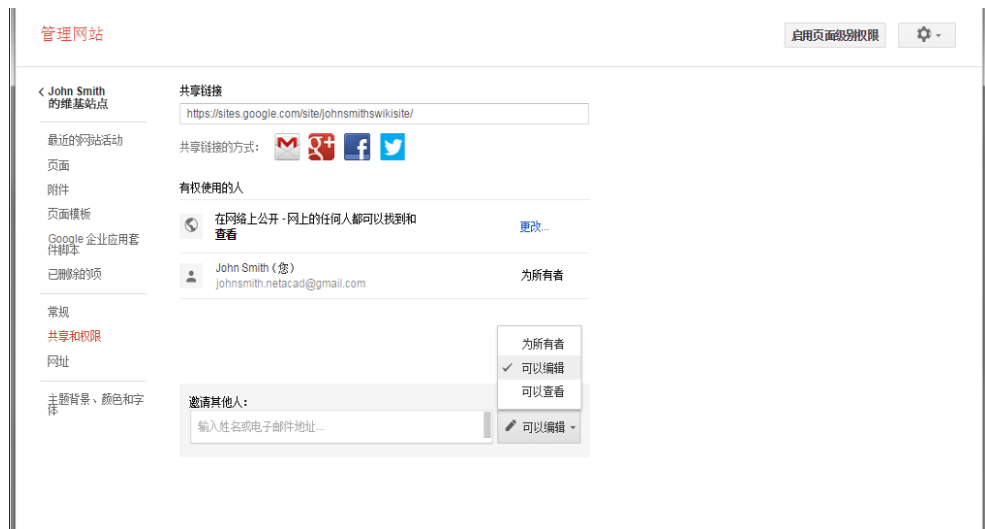 管理网站
启用页面级别权限
John Smith
的维基站点
最近的网站活动
页面
附件
页面模板
Google 企业应用套
件脚本
已删除的项
常规
共享和权限
网址
主题背景、颜色和字
体
共享链接
https://sites.google.com/site/johnsmithswikisite/
共享链接的方式:
有权使用的人
在网络上公开 - 网上的任何人都可以找到和
查看
更改...
John Smith (您)
johnsmith.netacad@gmail.com
为所有者
为所有者
可以编辑
可以查看
邀请其他人:
输入姓名或电子邮件地址...
可以编辑